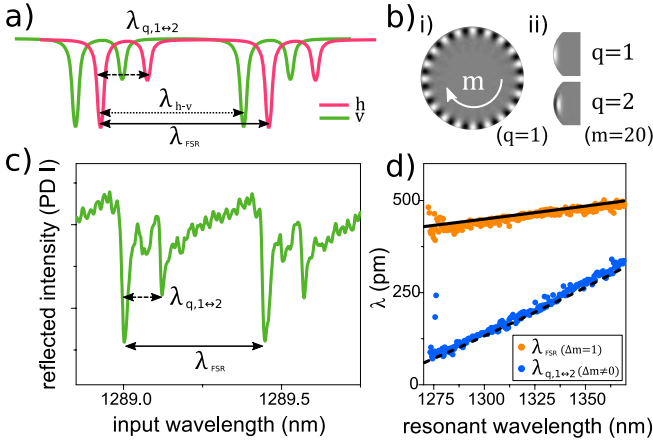 a)
λq,1↔2
λh-v
λFSR
h
v
b)
i)
m
(q=1)
ii)
q=1
q=2
(m=20)
c)
reflected intensity (PD I)
λq,1↔2
λFSR
1289.0
1289.5
input wavelength (nm)
d)
λ (pm)
500
250
0
λFSR (Δm=1)
λq,1↔2 (Δm≠0)
1275
1300
1325
1350
resonant wavelength (nm)